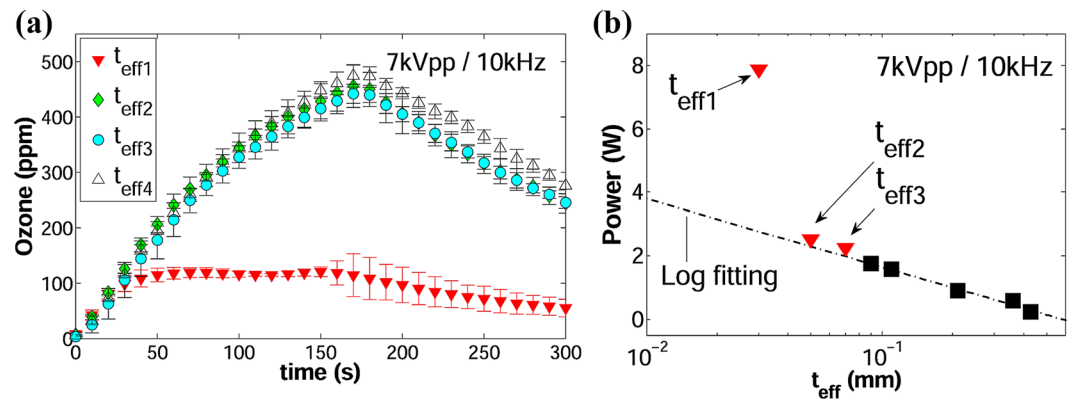 (a)
7kVpp / 10kHz
t_eff1
t_eff2
t_eff3
t_eff4
Ozone (ppm)
500
400
300
200
100
0
0 50 100 150 200 250 300
time (s)
(b)
7kVpp / 10kHz
t_eff1
t_eff2
t_eff3
Log fitting
Power (W)
8
6
4
2
0
10^-2 10^-1
t_eff (mm)